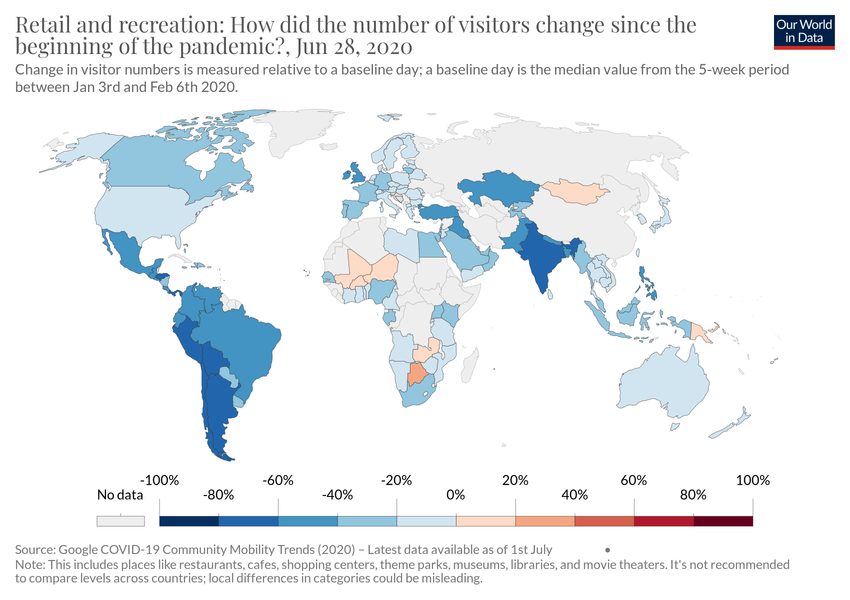 Retail and recreation: How did the number of visitors change since the
beginning of the pandemic?, Jun 28, 2020
Our World
in Data
Change in visitor numbers is measured relative to a baseline day; a baseline day is the median value from the 5-week period
between Jan 3rd and Feb 6th 2020.
-100% -60% -20% 20% 60% 100%
No data -80% -40% 0% 40% 80%
Source: Google COVID-19 Community Mobility Trends (2020) – Latest data available as of 1st July
Note: This includes places like restaurants, cafes, shopping centers, theme parks, museums, libraries, and movie theaters. It's not recommended
to compare levels across countries; local differences in categories could be misleading.